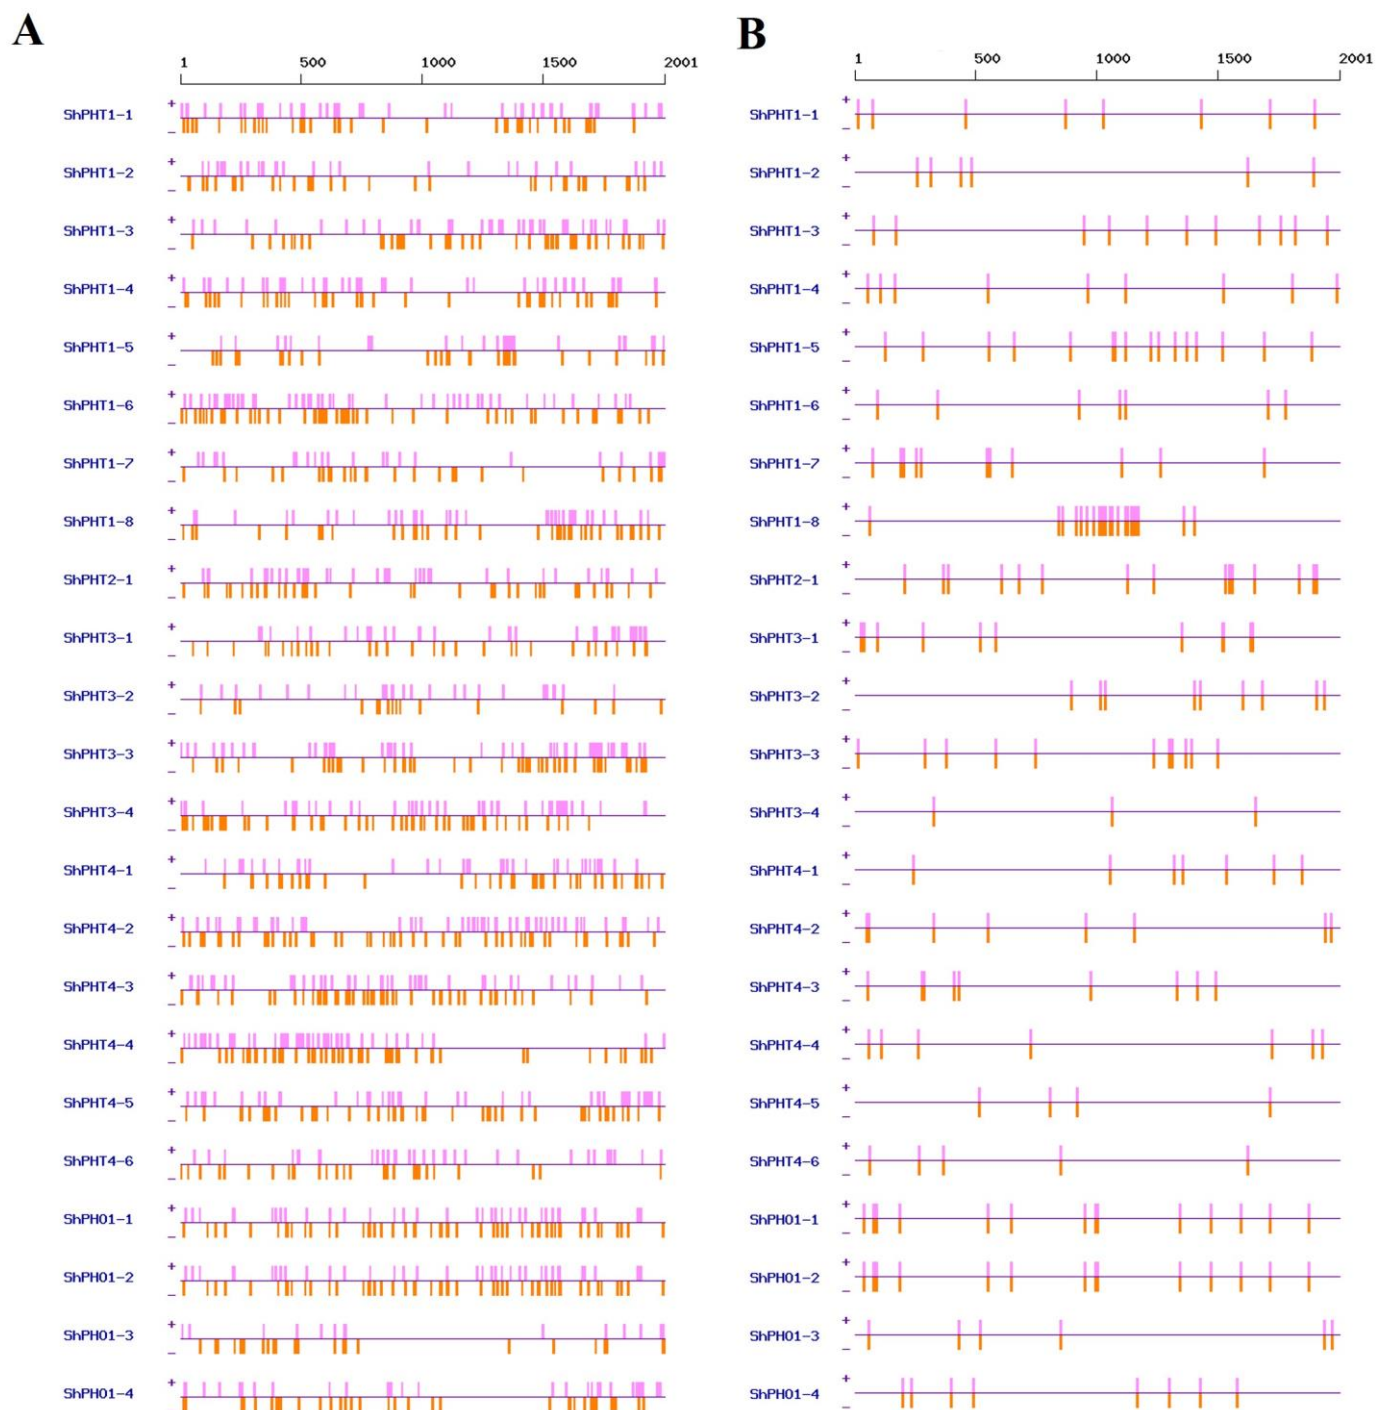 A
B
1 500 1000 1500 2001
1 500 1000 1500 2001
ShPHT1-1 + − + −
ShPHT1-2 + − + −
ShPHT1-3 + − + −
ShPHT1-4 + − + −
ShPHT1-5 + − + −
ShPHT1-6 + − + −
ShPHT1-7 + − + −
ShPHT1-8 + − + −
ShPHT2-1 + − + −
ShPHT3-1 + − + −
ShPHT3-2 + − + −
ShPHT3-3 + − + −
ShPHT3-4 + − + −
ShPHT4-1 + − + −
ShPHT4-2 + − + −
ShPHT4-3 + − + −
ShPHT4-4 + − + −
ShPHT4-5 + − + −
ShPHT4-6 + − + −
ShPHO1-1 + − + −
ShPHO1-2 + − + −
ShPHO1-3 + − + −
ShPHO1-4 + − + −
ShPHT1-1
ShPHT1-2
ShPHT1-3
ShPHT1-4
ShPHT1-5
ShPHT1-6
ShPHT1-7
ShPHT1-8
ShPHT2-1
ShPHT3-1
ShPHT3-2
ShPHT3-3
ShPHT3-4
ShPHT4-1
ShPHT4-2
ShPHT4-3
ShPHT4-4
ShPHT4-5
ShPHT4-6
ShPHO1-1
ShPHO1-2
ShPHO1-3
ShPHO1-4